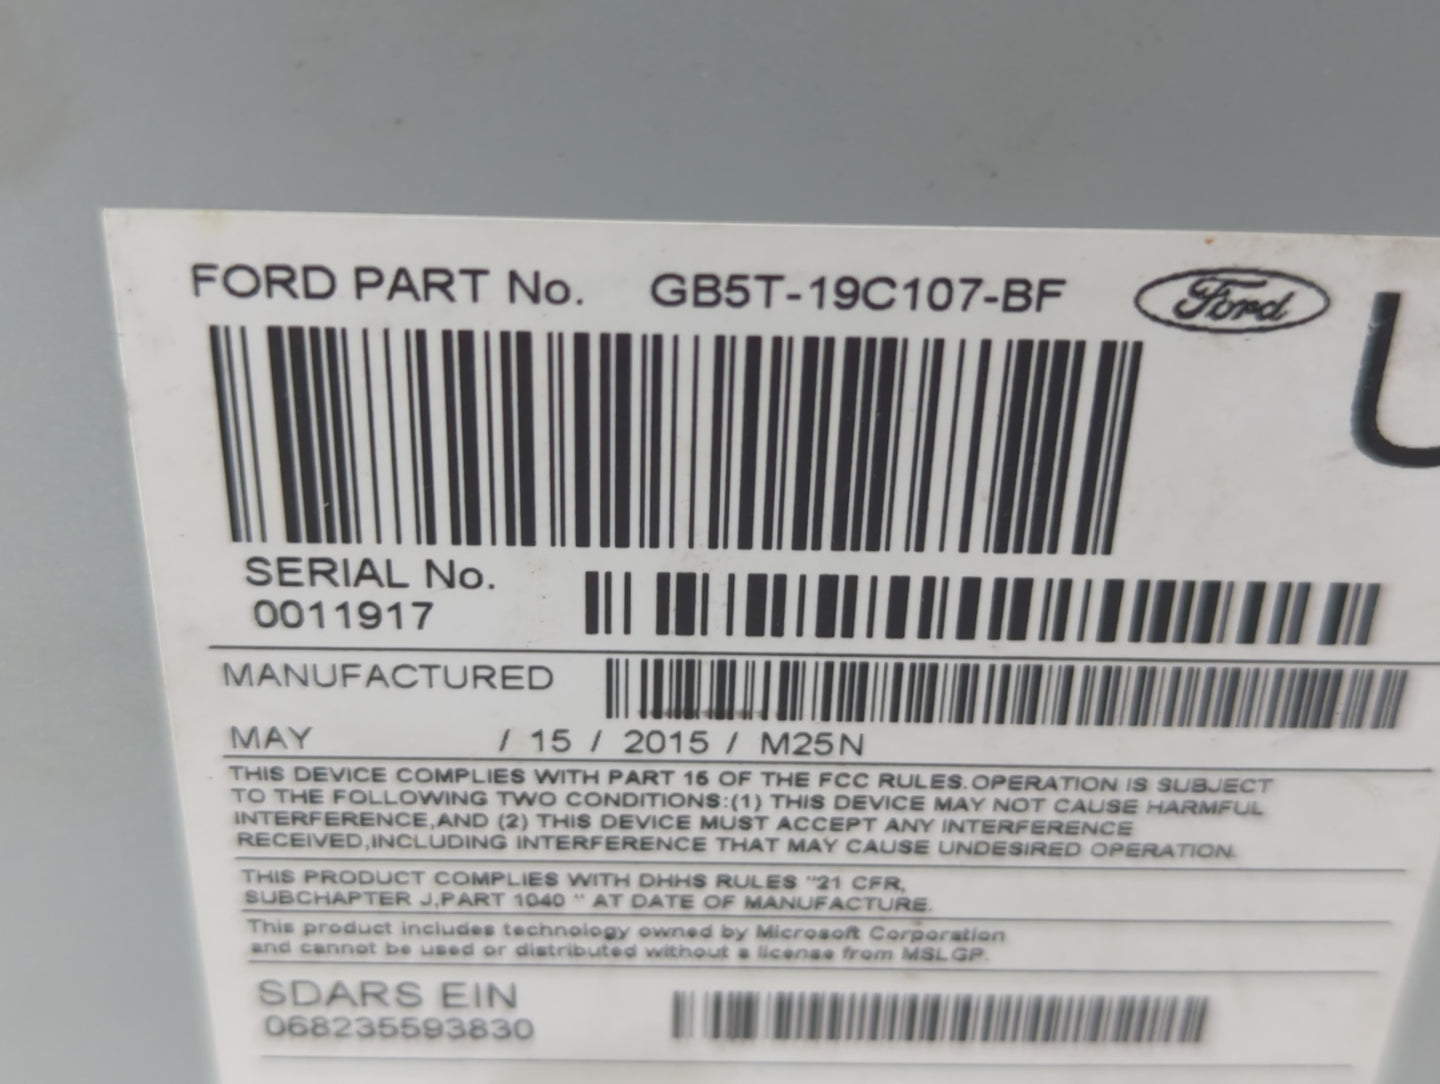 FORD PART No. GB5T-19C107-BF Ford
SERIAL No.
0011917
MANUFACTURED
MAY / 15 / 2015 / M25N
THIS DEVICE COMPLIES WITH PART 15 OF THE FCC RULES.OPERATION IS SUBJECT
TO THE FOLLOWING TWO CONDITIONS:(1) THIS DEVICE MAY NOT CAUSE HARMFUL
INTERFERENCE,AND (2) THIS DEVICE MUST ACCEPT ANY INTERFERENCE
RECEIVED,INCLUDING INTERFERENCE THAT MAY CAUSE UNDESIRED OPERATION.
THIS PRODUCT COMPLIES WITH DHHS RULES "21 CFR,
SUBCHAPTER J,PART 1040 " AT DATE OF MANUFACTURE.
This product includes technology owned by Microsoft Corporation
and cannot be used or distributed without a license from MSLGP.
SDARS EIN
068235593830